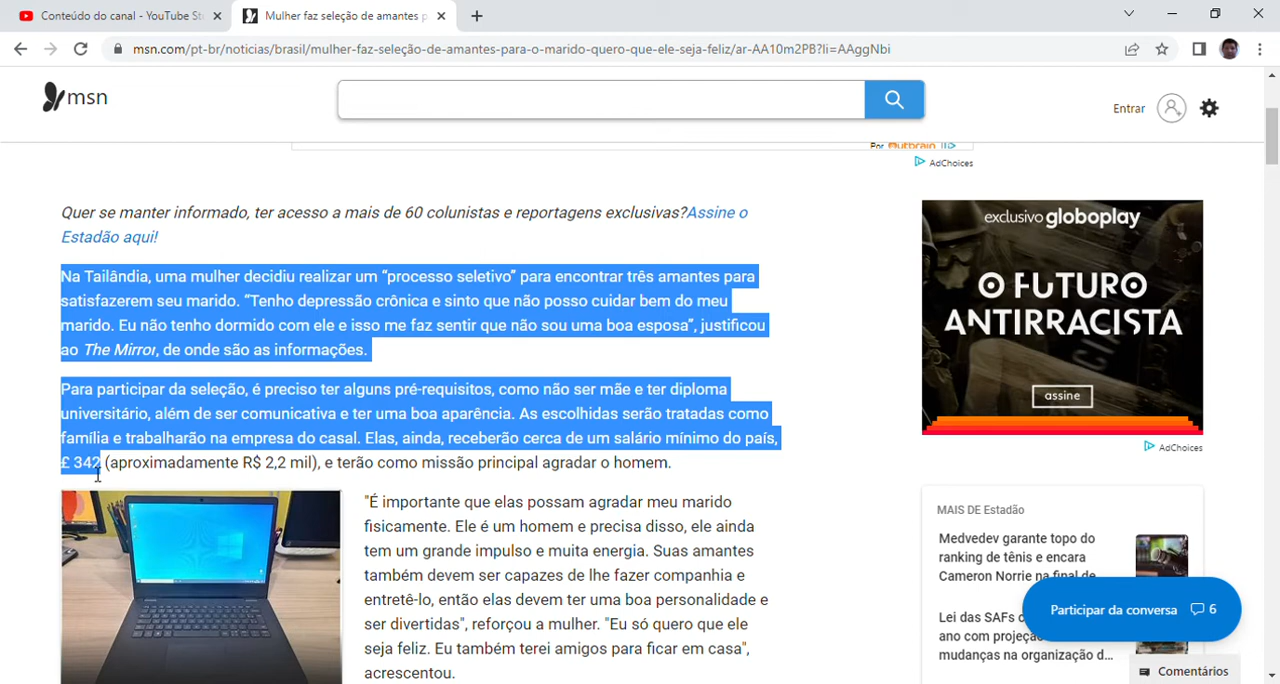 Conteúdo do canal - YouTube St
Mulher faz seleção de amantes p
msn.com/pt-br/noticias/brasil/mulher-faz-seleção-de-amantes-para-o-marido-quero-que-ele-seja-feliz/ar-AA10m2PB?li=AAggNbi
msn
Entrar
Por Outbrain
AdChoices
Quer se manter informado, ter acesso a mais de 60 colunistas e reportagens exclusivas?Assine o
Estadão aqui!
Na Tailândia, uma mulher decidiu realizar um “processo seletivo” para encontrar três amantes para
satisfazerem seu marido. “Tenho depressão crônica e sinto que não posso cuidar bem do meu
marido. Eu não tenho dormido com ele e isso me faz sentir que não sou uma boa esposa”, justificou
ao The Mirror, de onde são as informações.
Para participar da seleção, é preciso ter alguns pré-requisitos, como não ser mãe e ter diploma
universitário, além de ser comunicativa e ter uma boa aparência. As escolhidas serão tratadas como
família e trabalharão na empresa do casal. Elas, ainda, receberão cerca de um salário mínimo do país,
£ 342 (aproximadamente R$ 2,2 mil), e terão como missão principal agradar o homem.
"É importante que elas possam agradar meu marido
fisicamente. Ele é um homem e precisa disso, ele ainda
tem um grande impulso e muita energia. Suas amantes
também devem ser capazes de lhe fazer companhia e
entretê-lo, então elas devem ter uma boa personalidade e
ser divertidas", reforçou a mulher. "Eu só quero que ele
seja feliz. Eu também terei amigos para ficar em casa",
acrescentou.
exclusivo globoplay
O FUTURO
ANTIRRACISTA
assine
AdChoices
MAIS DE Estadão
Medvedev garante topo do
ranking de tênis e encara
Cameron Norrie na final de
Lei das SAFs
ano com projeção
mudanças na organização d...
Participar da conversa 6
Comentários